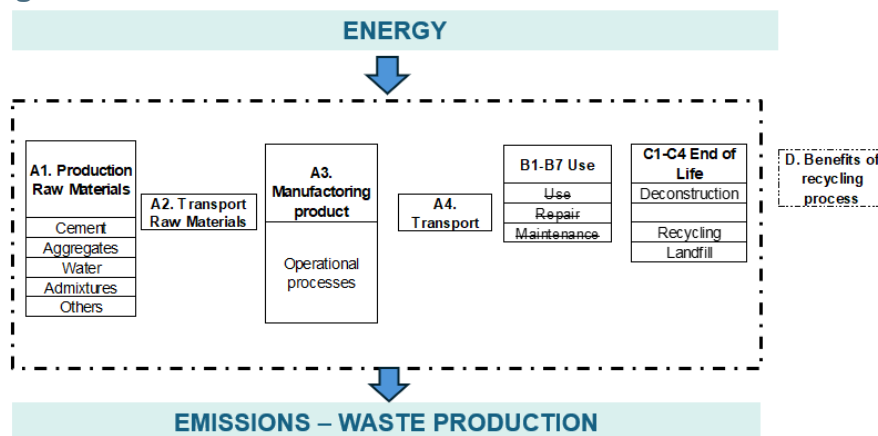 ENERGY
A1. Production
Raw Materials
Cement
Aggregates
Water
Admixtures
Others
A2. Transport
Raw Materials
A3.
Manufactoring
product
Operational
processes
A4.
Transport
B1-B7 Use
Use
Repair
Maintenance
C1-C4 End of
Life
Deconstruction
Recycling
Landfill
D. Benefits of
recycling
process
EMISSIONS – WASTE PRODUCTION